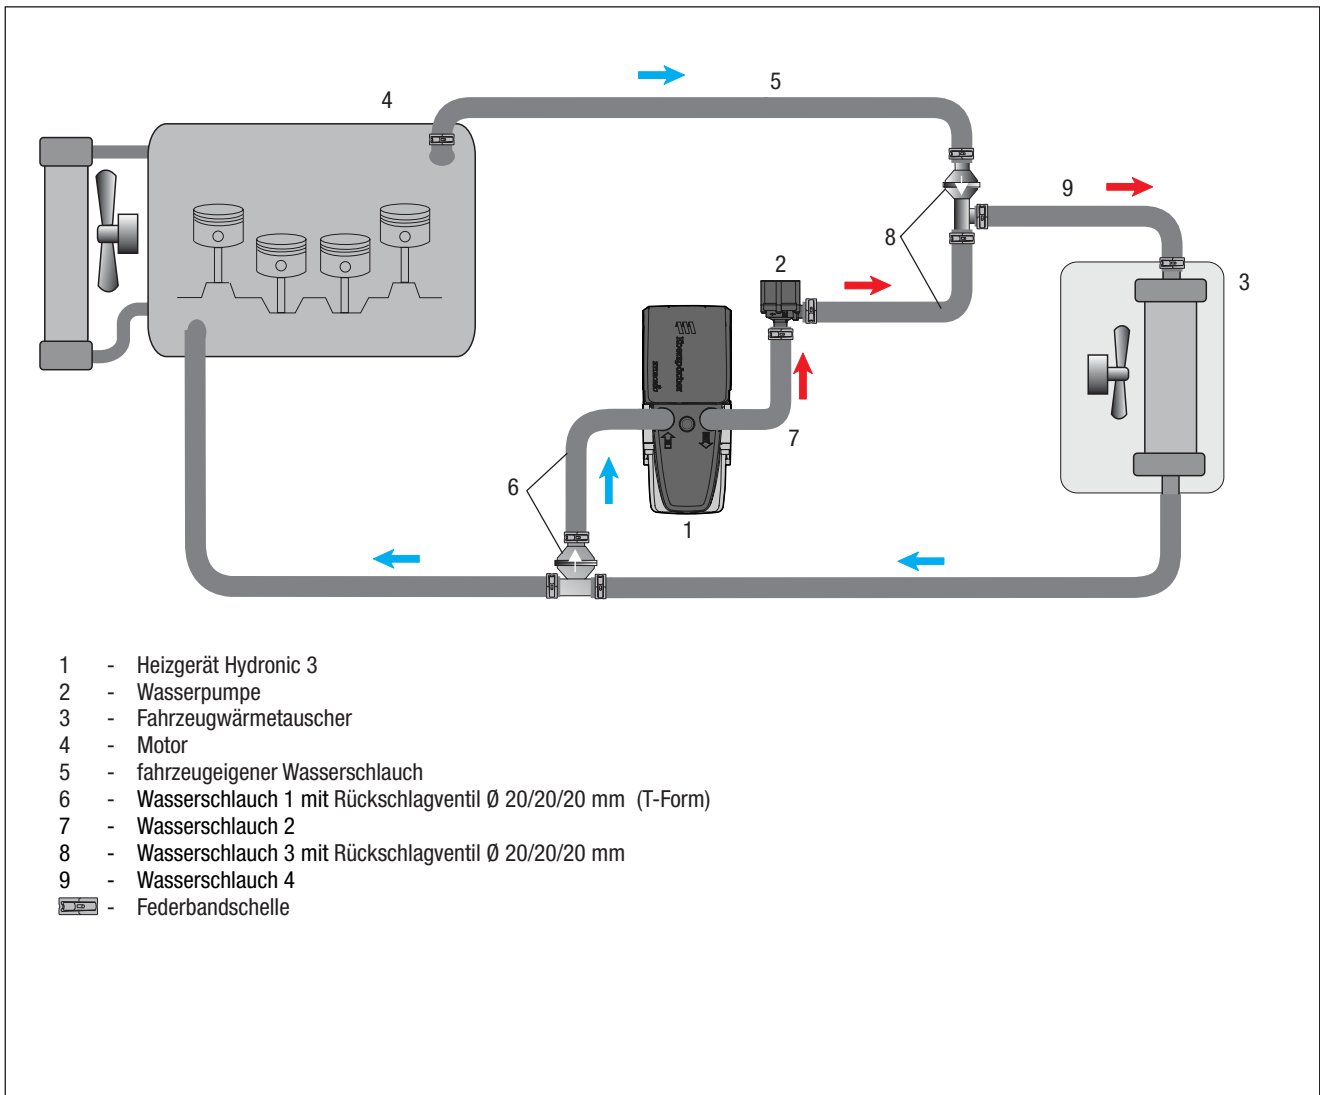 4
5
9
8
2
3
Eberspächer
7
6
1
1 - Heizgerät Hydronic 3
2 - Wasserpumpe
3 - Fahrzeugwärmetauscher
4 - Motor
5 - fahrzeugeigener Wasserschlauch
6 - Wasserschlauch 1 mit Rückschlagventil Ø 20/20/20 mm (T-Form)
7 - Wasserschlauch 2
8 - Wasserschlauch 3 mit Rückschlagventil Ø 20/20/20 mm
9 - Wasserschlauch 4
- Federbandschelle